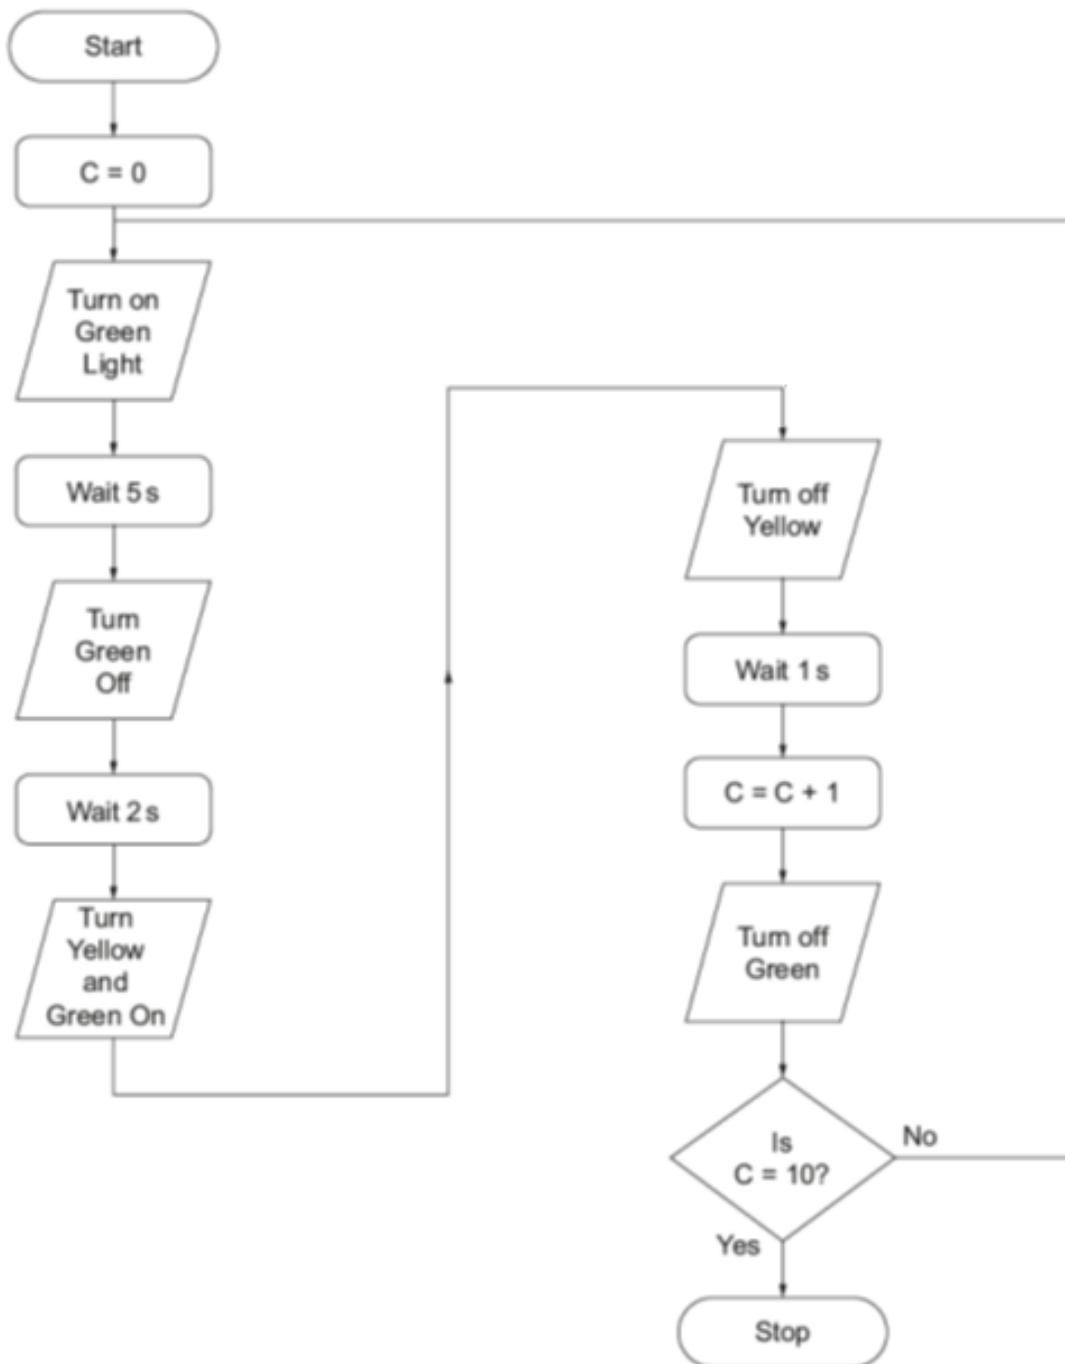 Start
C = 0
Turn on
Green
Light
Wait 5 s
Turn
Green
Off
Wait 2 s
Turn
Yellow
and
Green On
Turn off
Yellow
Wait 1 s
C = C + 1
Turn off
Green
Is
C = 10?
No
Yes
Stop